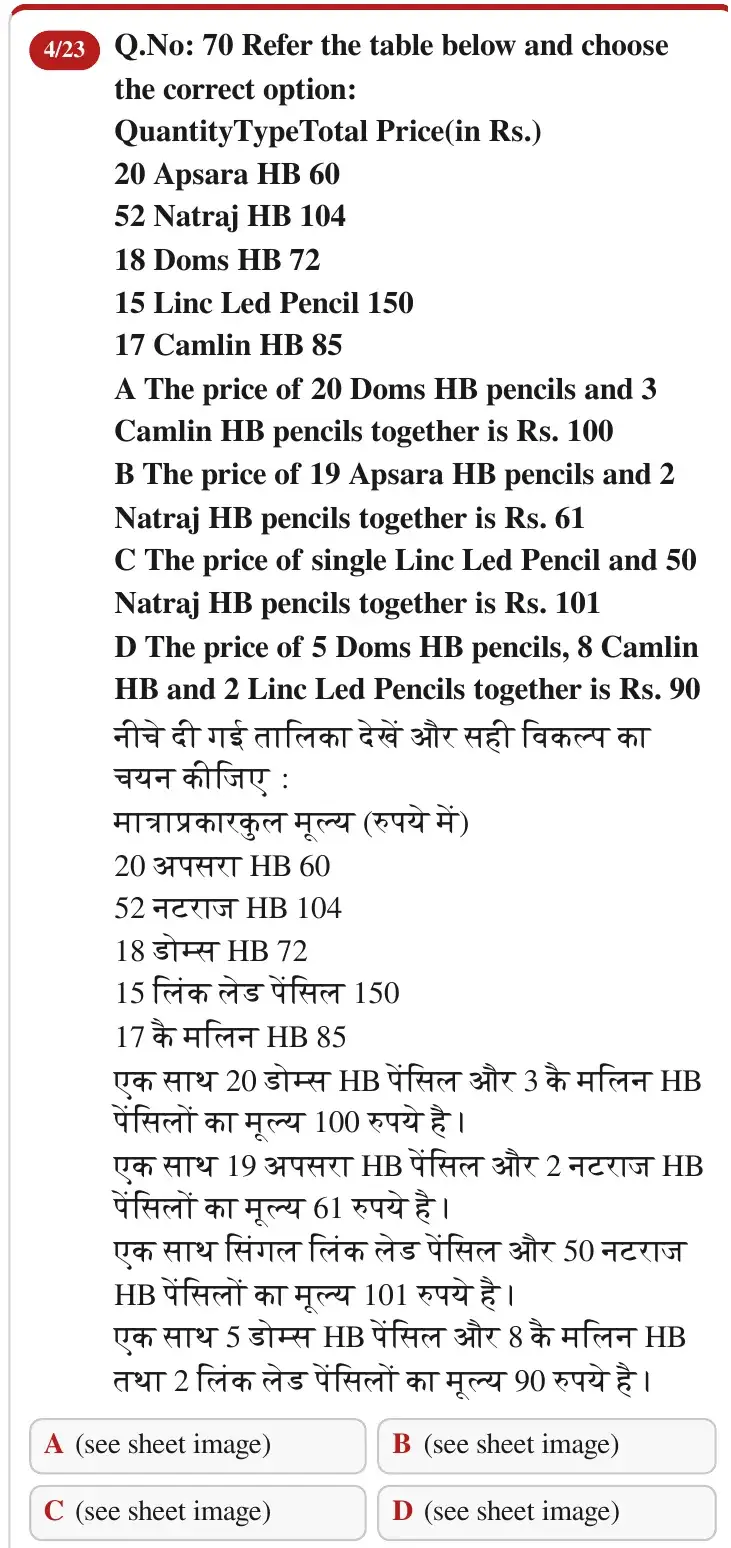 4/23 Q.No: 70 Refer the table below and choose
the correct option:
QuantityTypeTotal Price(in Rs.)
20 Apsara HB 60
52 Natraj HB 104
18 Doms HB 72
15 Linc Led Pencil 150
17 Camlin HB 85
A The price of 20 Doms HB pencils and 3
Camlin HB pencils together is Rs. 100
B The price of 19 Apsara HB pencils and 2
Natraj HB pencils together is Rs. 61
C The price of single Linc Led Pencil and 50
Natraj HB pencils together is Rs. 101
D The price of 5 Doms HB pencils, 8 Camlin
HB and 2 Linc Led Pencils together is Rs. 90
नीचे दी गई तालिका देखें और सही विकल्प का
चयन कीजिए :
मात्राप्रकारकुल मूल्य (रुपये में)
20 अपसरा HB 60
52 नटराज HB 104
18 डोम्स HB 72
15 लिंक लेड पेंसिल 150
17 कै मलिन HB 85
एक साथ 20 डोम्स HB पेंसिल और 3 कै मलिन HB
पेंसिलों का मूल्य 100 रुपये है।
एक साथ 19 अपसरा HB पेंसिल और 2 नटराज HB
पेंसिलों का मूल्य 61 रुपये है।
एक साथ सिंगल लिंक लेड पेंसिल और 50 नटराज
HB पेंसिलों का मूल्य 101 रुपये है।
एक साथ 5 डोम्स HB पेंसिल और 8 कै मलिन HB
तथा 2 लिंक लेड पेंसिलों का मूल्य 90 रुपये है।
A (see sheet image)
B (see sheet image)
C (see sheet image)
D (see sheet image)